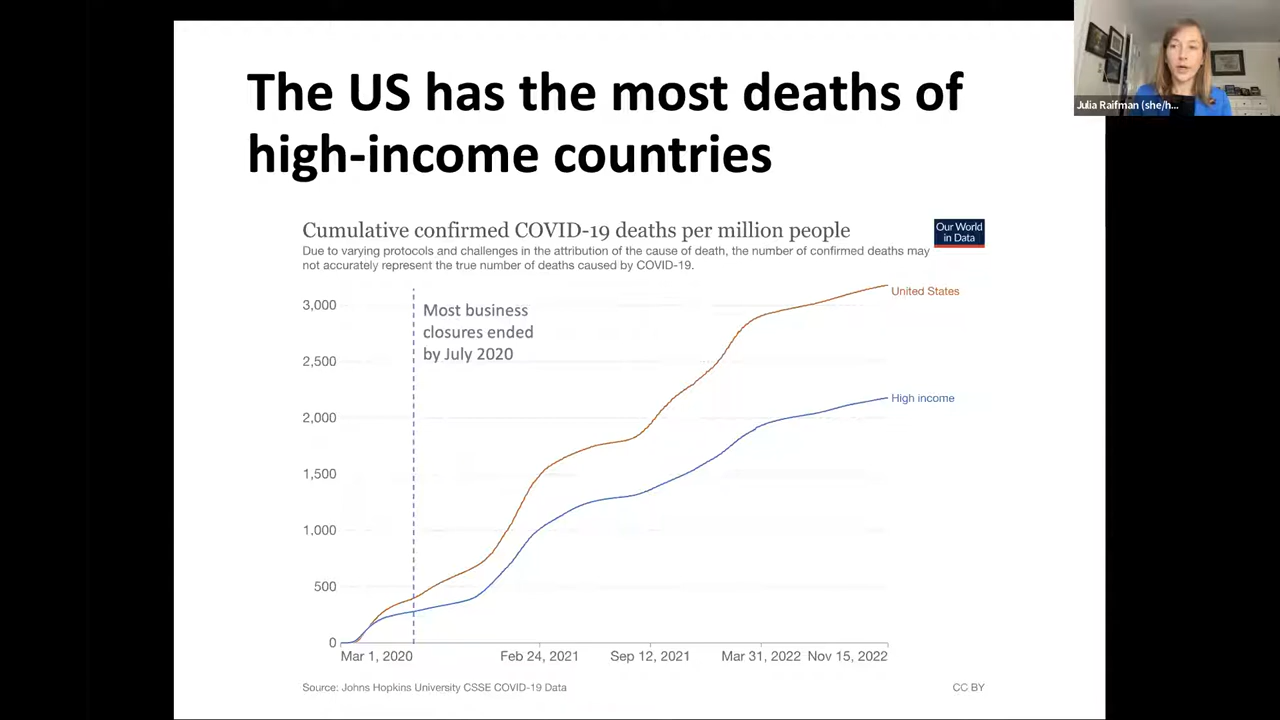 The US has the most deaths of
high-income countries
Julia Raifman (she/h...
Cumulative confirmed COVID-19 deaths per million people
Due to varying protocols and challenges in the attribution of the cause of death, the number of confirmed deaths may
not accurately represent the true number of deaths caused by COVID-19.
Our World
in Data
3,000
2,500
2,000
1,500
1,000
500
0
Most business
closures ended
by July 2020
United States
High income
Mar 1, 2020
Feb 24, 2021
Sep 12, 2021
Mar 31, 2022
Nov 15, 2022
Source: Johns Hopkins University CSSE COVID-19 Data
CC BY